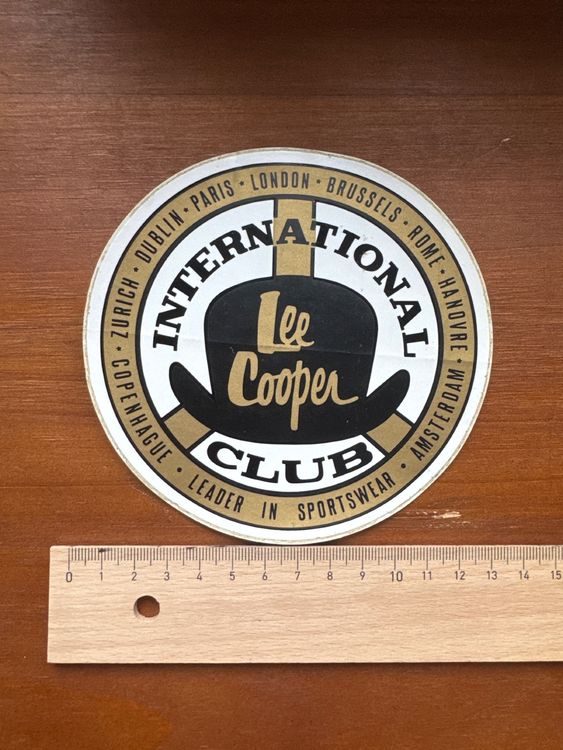 ZURICH · DUBLIN · PARIS · LONDON · BRUSSELS · ROME · HANOVRE · AMSTERDAM · LEADER IN SPORTSWEAR · COPENHAGUE ·
INTERNATIONAL
Lee
Cooper
CLUB
0 1 2 3 4 5 6 7 8 9 10 11 12 13 14 15